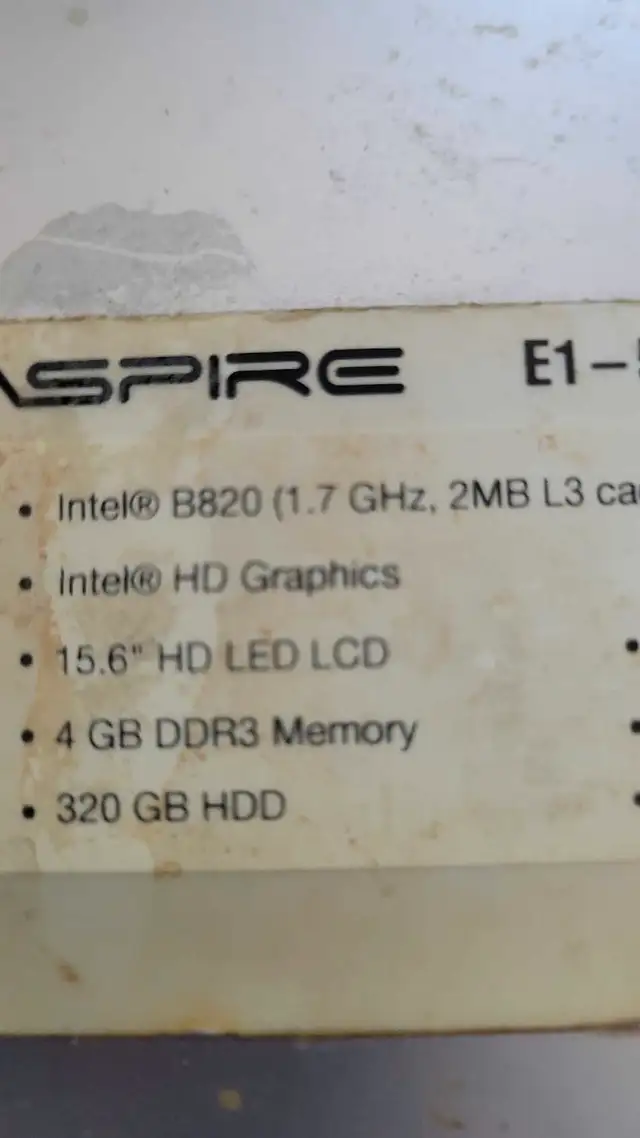 ASPIRE E1-
• Intel® B820 (1.7 GHz, 2MB L3
• Intel® HD Graphics
• 15.6" HD LED LCD
• 4 GB DDR3 Memory
• 320 GB HDD